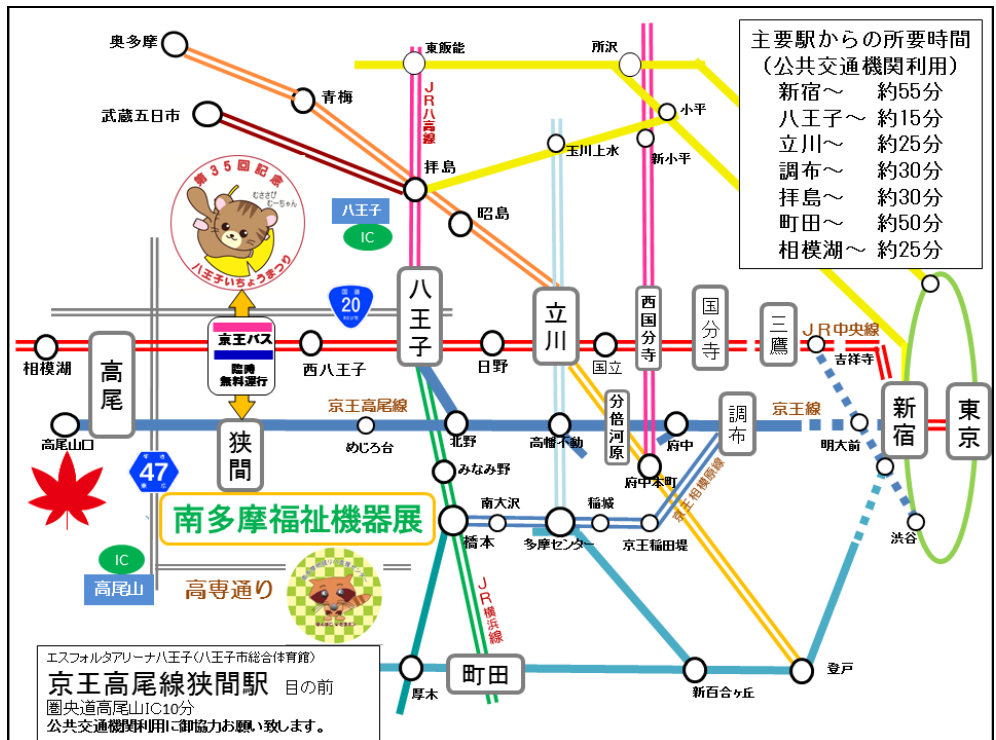 主要駅からの所要時間
(公共交通機関利用)
新宿～ 約55分
八王子～ 約15分
立川～ 約25分
調布～ 約30分
拝島～ 約30分
町田～ 約50分
相模湖～ 約25分
奥多摩
青梅
武蔵五日市
東飯能
JR八高線
所沢
小平
新小平
玉川上水
拝島
昭島
第35回記念
むささび
むーちゃん
八王子いちょうまつり
八王子
IC
国道
20
ROUTE
京王バス
臨時
無料運行
相模湖
高尾
西八王子
八王子
日野
立川
国立
西国分寺
国分寺
三鷹
JR中央線
吉祥寺
新宿
東京
高尾山口
狭間
京王高尾線
めじろ台
北野
高幡不動
分倍河原
府中
調布
京王線
明大前
47
みなみ野
府中本町
京王相模原線
南多摩福祉機器展
橋本
南大沢
多摩センター
稲城
京王稲田堤
渋谷
IC
高尾山
高専通り
JR横浜線
厚木
町田
新百合ヶ丘
登戸
エスフォルタアリーナ八王子(八王子市総合体育館)
京王高尾線狭間駅 目の前
圏央道高尾山IC10分
公共交通機関利用に御協力お願い致します。